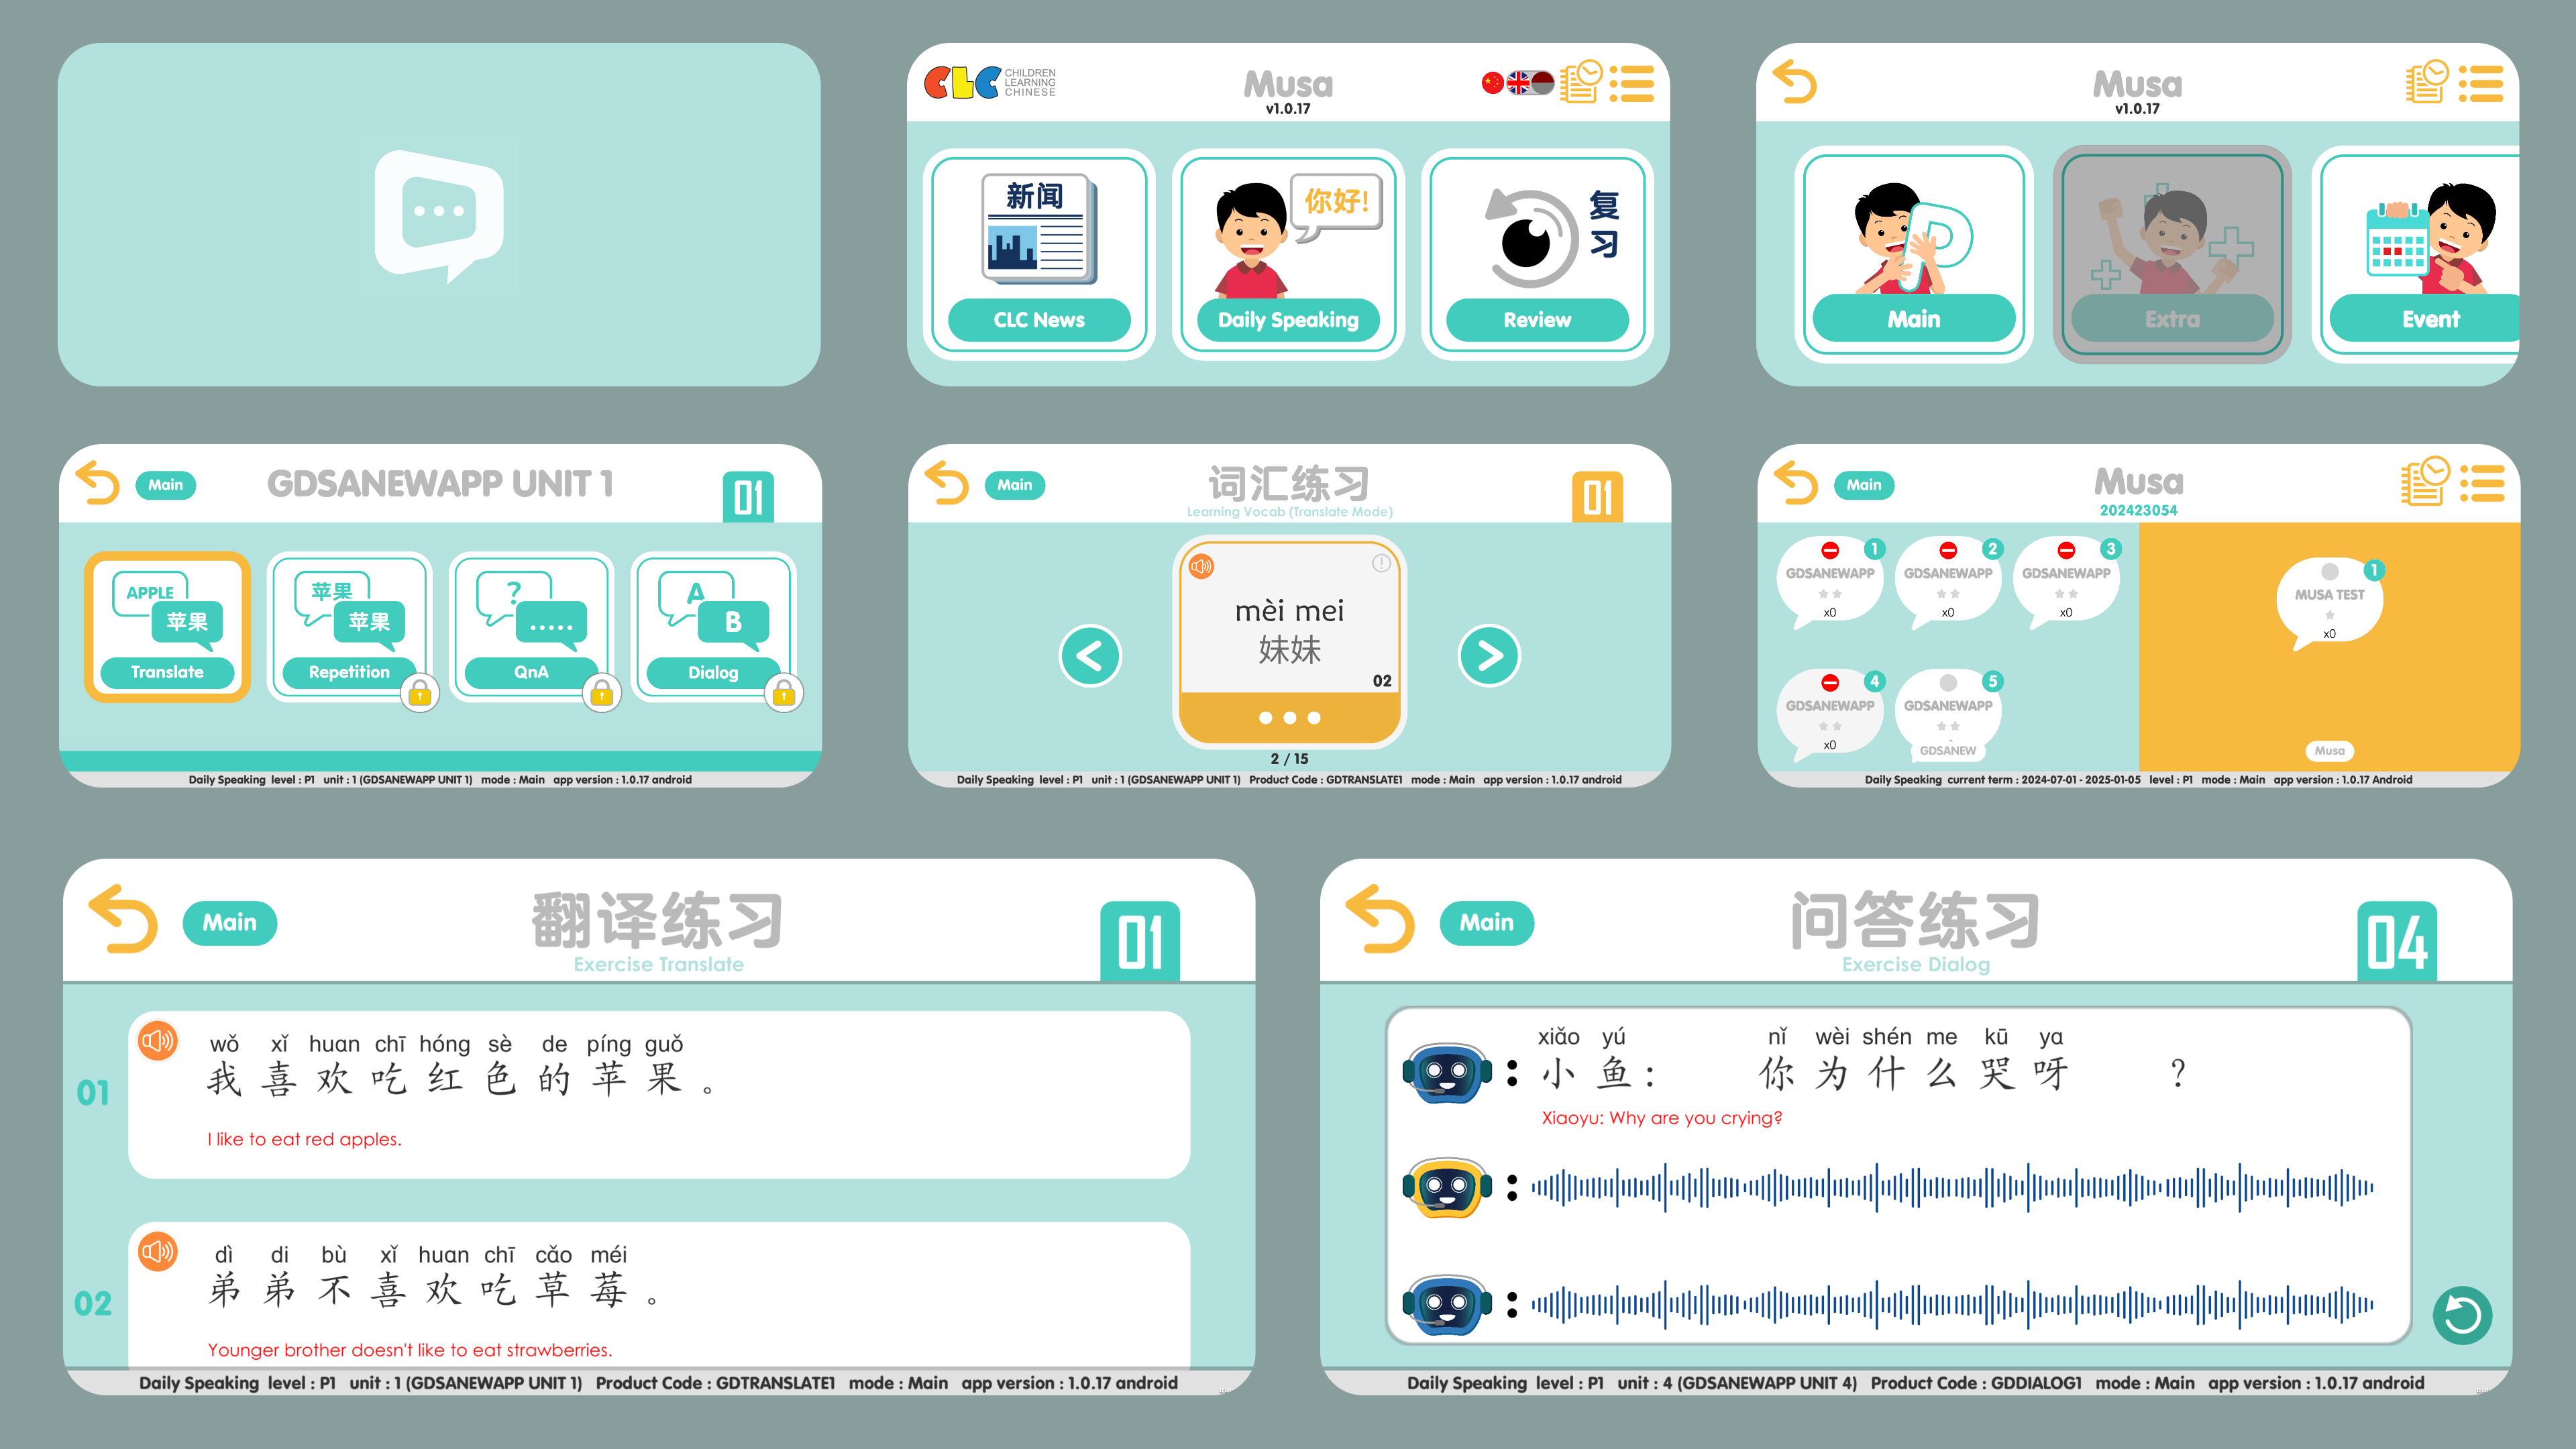 CLC CHILDREN
LEARNING
CHINESE
Musa
v1.0.17
新闻
CLC News
你好!
Daily Speaking
复
习
Review
Musa
v1.0.17
P
Main
Extra
Event
Main
GDSANEWAPP UNIT 1
01
APPLE
苹果
Translate
苹果
苹果
Repetition
?
.....
QnA
A
B
Dialog
Daily Speaking level : P1 unit : 1 (GDSANEWAPP UNIT 1) mode : Main app version : 1.0.17 android
Main
词汇练习
Learning Vocab (Translate Mode)
01
mèi mei
妹妹
02
2 / 15
Daily Speaking level : P1 unit : 1 (GDSANEWAPP UNIT 1) Product Code : GDTRANSLATE1 mode : Main app version : 1.0.17 android
Main
Musa
202423054
1
GDSANEWAPP
x0
2
GDSANEWAPP
x0
3
GDSANEWAPP
x0
4
GDSANEWAPP
x0
5
GDSANEWAPP
-
GDSANEW
1
MUSA TEST
x0
Musa
Daily Speaking current term : 2024-07-01 - 2025-01-05 level : P1 mode : Main app version : 1.0.17 Android
Main
翻译练习
Exercise Translate
01
01
wǒ xǐ huan chī hóng sè de píng guǒ
我喜欢吃红色的苹果。
I like to eat red apples.
02
dì di bù xǐ huan chī cǎo méi
弟弟不喜欢吃草莓。
Younger brother doesn't like to eat strawberries.
Daily Speaking level : P1 unit : 1 (GDSANEWAPP UNIT 1) Product Code : GDTRANSLATE1 mode : Main app version : 1.0.17 android
Main
问答练习
Exercise Dialog
04
:
xiǎo yú nǐ wèi shén me kū ya
小鱼: 你为什么哭呀 ?
Xiaoyu: Why are you crying?
:
:
Daily Speaking level : P1 unit : 4 (GDSANEWAPP UNIT 4) Product Code : GDDIALOG1 mode : Main app version : 1.0.17 android